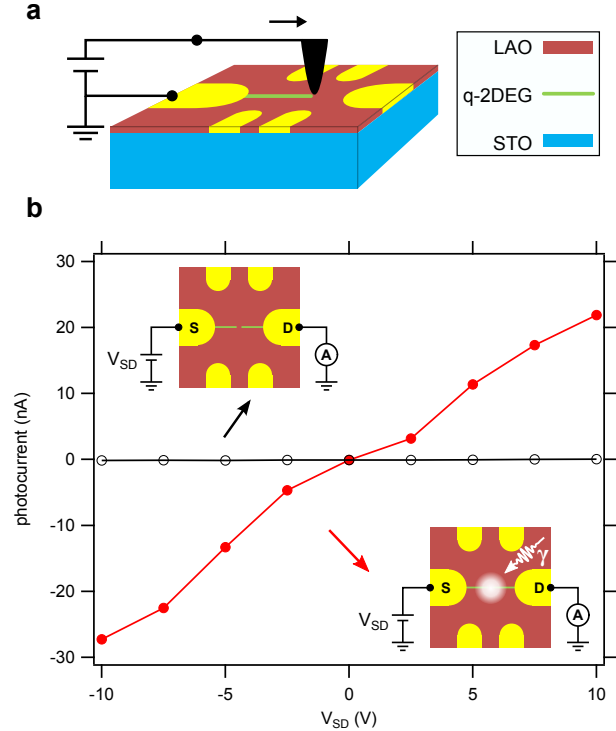 a
LAO
q-2DEG
STO
b
30
20
10
0
-10
-20
-30
photocurrent (nA)
S
D
V_SD
A
γ
S
D
V_SD
A
-10
-5
0
5
10
V_SD (V)